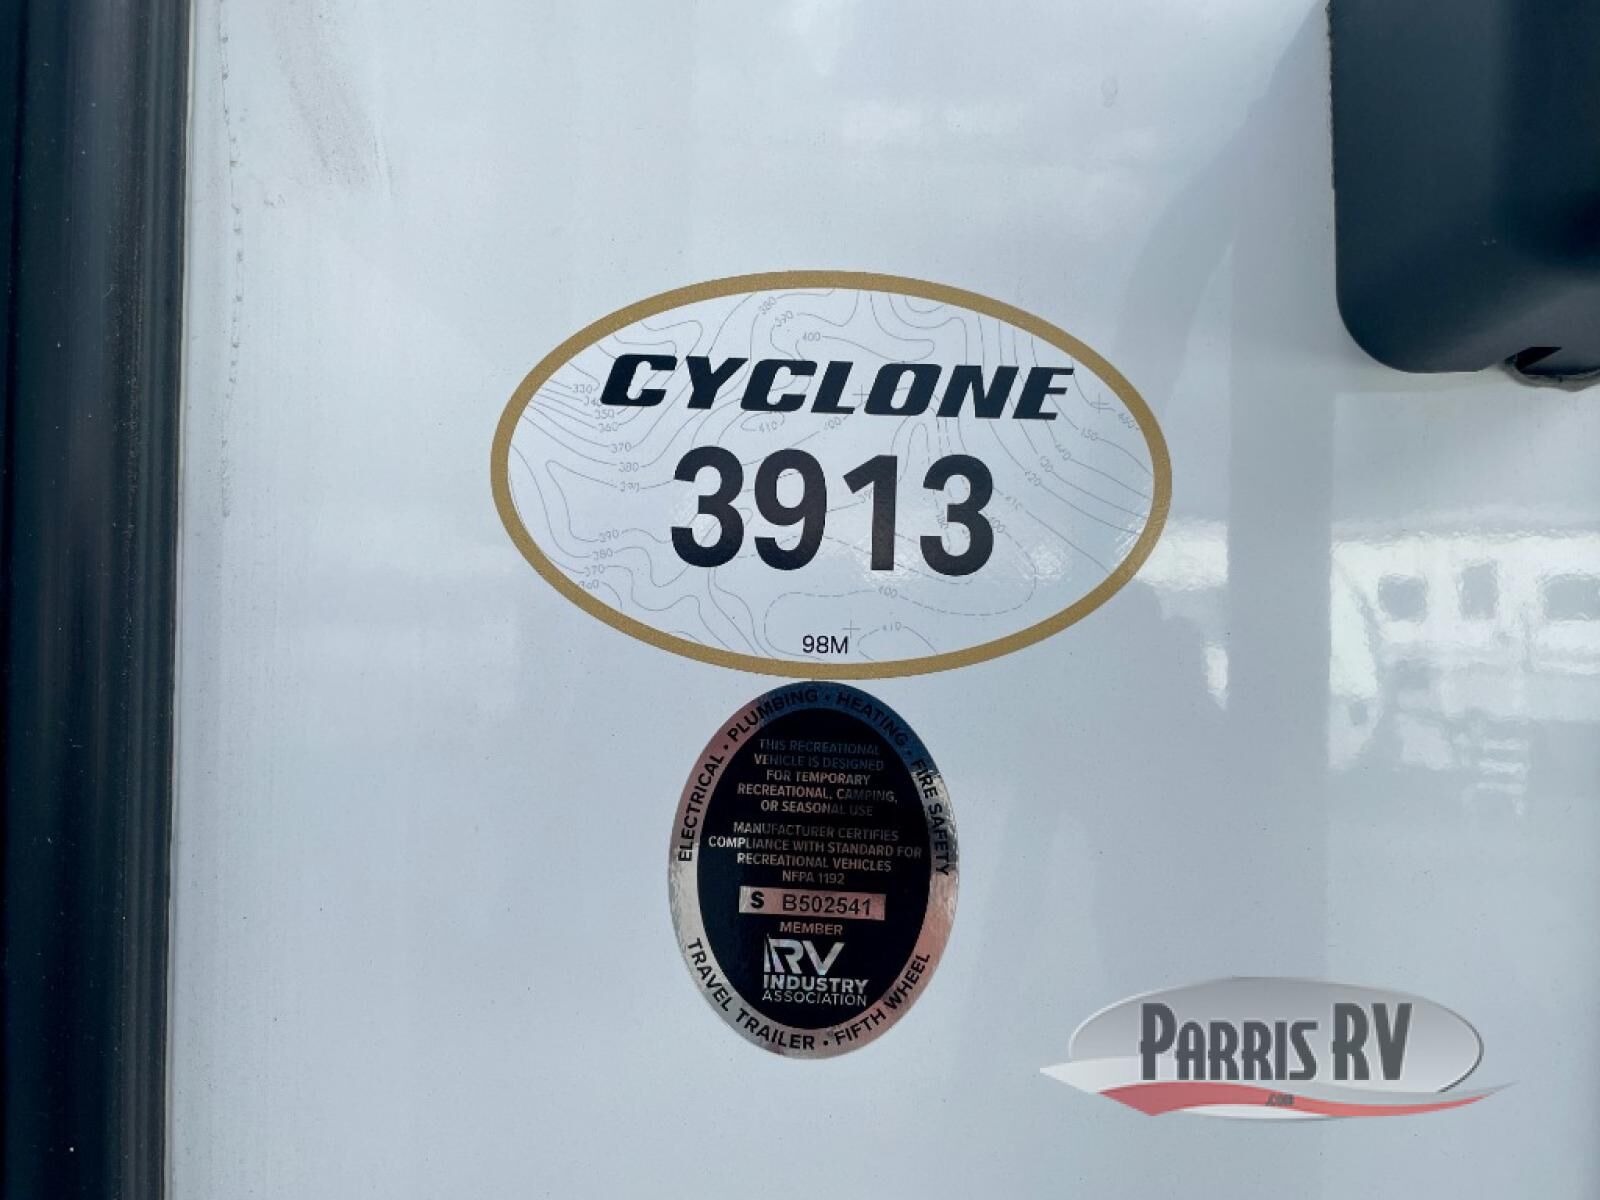 CYCLONE
3913
98M
ELECTRICAL • PLUMBING • HEATING • FIRE SAFETY
THIS RECREATIONAL
VEHICLE IS DESIGNED
FOR TEMPORARY
RECREATIONAL, CAMPING,
OR SEASONAL USE
MANUFACTURER CERTIFIES
COMPLIANCE WITH STANDARD FOR
RECREATIONAL VEHICLES
NFPA 1192
S B502541
MEMBER
RV
INDUSTRY
ASSOCIATION
TRAVEL TRAILER • FIFTH WHEEL
PARRIS RV
.com